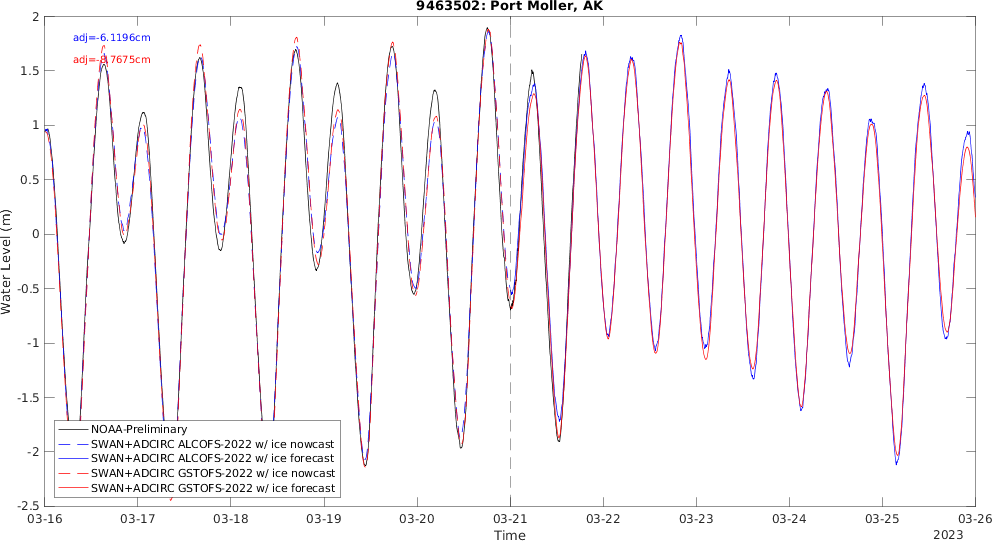 9463502: Port Moller, AK
adj=-6.1196cm
7675cm
Water Level (m)
2
1.5
1
0.5
0
-0.5
-1
-1.5
-2
-2.5
NOAA-Preliminary
SWAN+ADCIRC ALCOFS-2022 w/ ice nowcast
SWAN+ADCIRC ALCOFS-2022 w/ ice forecast
SWAN+ADCIRC GSTOFS-2022 w/ ice nowcast
SWAN+ADCIRC GSTOFS-2022 w/ ice forecast
03-16 03-17 03-18 03-19 03-20 03-21 03-22 03-23 03-24 03-25 03-26
Time
2023